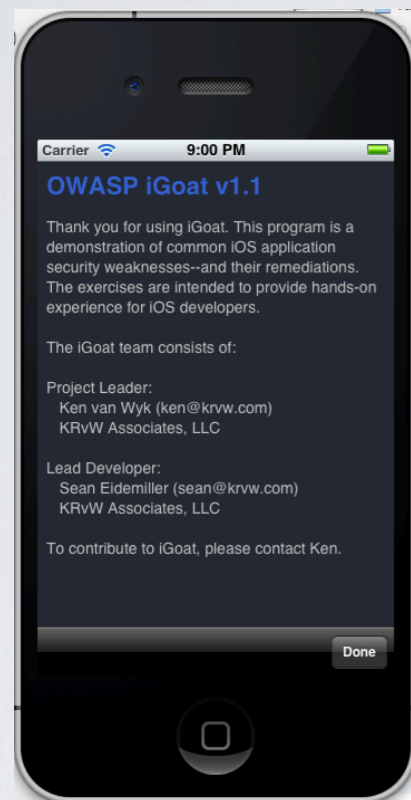 Carrier
9:00 PM
OWASP iGoat v1.1
Thank you for using iGoat. This program is a
demonstration of common iOS application
security weaknesses--and their remediations.
The exercises are intended to provide hands-on
experience for iOS developers.
The iGoat team consists of:
Project Leader:
Ken van Wyk (ken@krvw.com)
KRvW Associates, LLC
Lead Developer:
Sean Eidemiller (sean@krvw.com)
KRvW Associates, LLC
To contribute to iGoat, please contact Ken.
Done